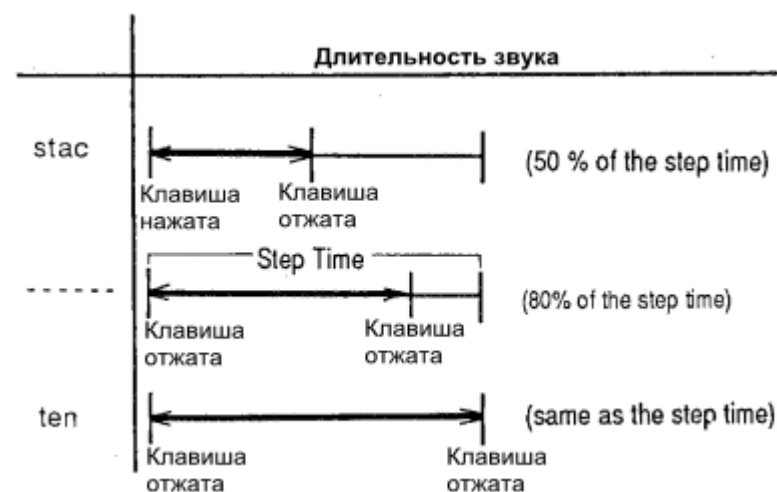 Длительность звука
stac
(50 % of the step time)
Клавиша Клавиша
нажата отжата
Step Time
- - - - - -
(80% of the step time)
Клавиша Клавиша
отжата отжата
ten
(same as the step time)
Клавиша Клавиша
отжата отжата